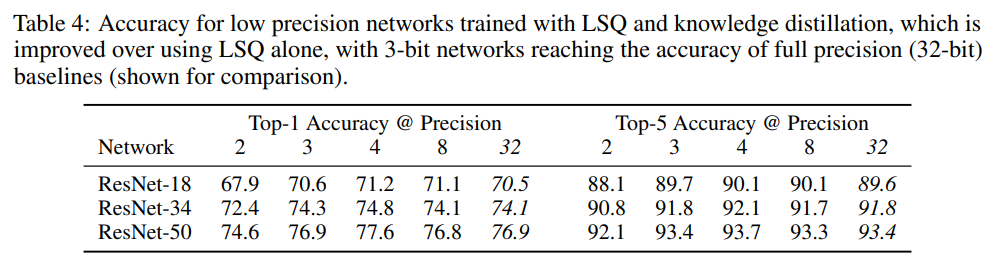 Table 4: Accuracy for low precision networks trained with LSQ and knowledge distillation, which is
improved over using LSQ alone, with 3-bit networks reaching the accuracy of full precision (32-bit)
baselines (shown for comparison).
Top-1 Accuracy @ Precision Top-5 Accuracy @ Precision
Network 2 3 4 8 32 2 3 4 8 32
ResNet-18 67.9 70.6 71.2 71.1 70.5 88.1 89.7 90.1 90.1 89.6
ResNet-34 72.4 74.3 74.8 74.1 74.1 90.8 91.8 92.1 91.7 91.8
ResNet-50 74.6 76.9 77.6 76.8 76.9 92.1 93.4 93.7 93.3 93.4